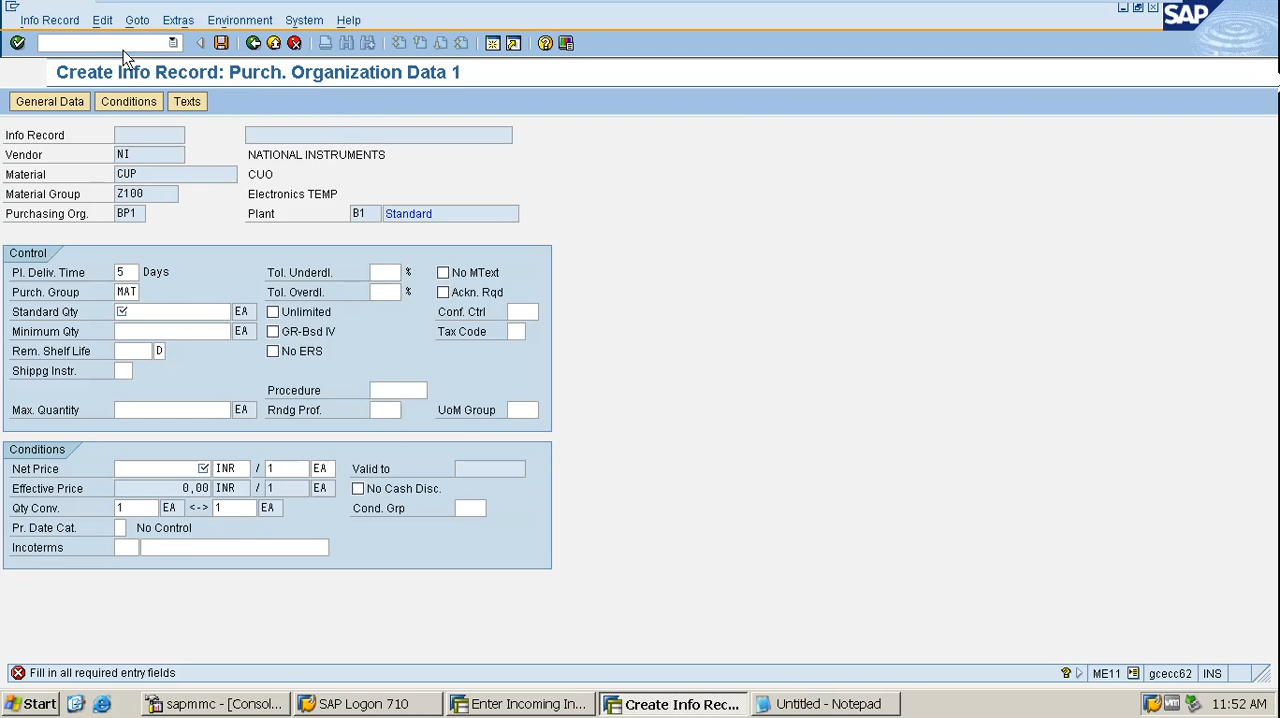 Info Record Edit Goto Extras Environment System Help
SAP
Create Info Record: Purch. Organization Data 1
General Data Conditions Texts
Info Record
Vendor NI NATIONAL INSTRUMENTS
Material CUP CUO
Material Group Z100 Electronics TEMP
Purchasing Org. BP1 Plant B1 Standard
Control
Pl. Deliv. Time 5 Days Tol. Underdl. % No MText
Purch. Group MAT Tol. Overdl. % Ackn. Rqd
Standard Qty EA Unlimited Conf. Ctrl
Minimum Qty EA GR-Bsd IV Tax Code
Rem. Shelf Life D No ERS
Shippg Instr.
Procedure
Max. Quantity EA Rndg Prof. UoM Group
Conditions
Net Price INR / 1 EA Valid to
Effective Price 0,00 INR / 1 EA No Cash Disc.
Qty Conv. 1 EA <-> 1 EA Cond. Grp
Pr. Date Cat. No Control
Incoterms
Fill in all required entry fields ME11 gcecc62 INS
Start sapmmc - [Consol... SAP Logon 710 Enter Incoming In... Create Info Rec... Untitled - Notepad 11:52 AM